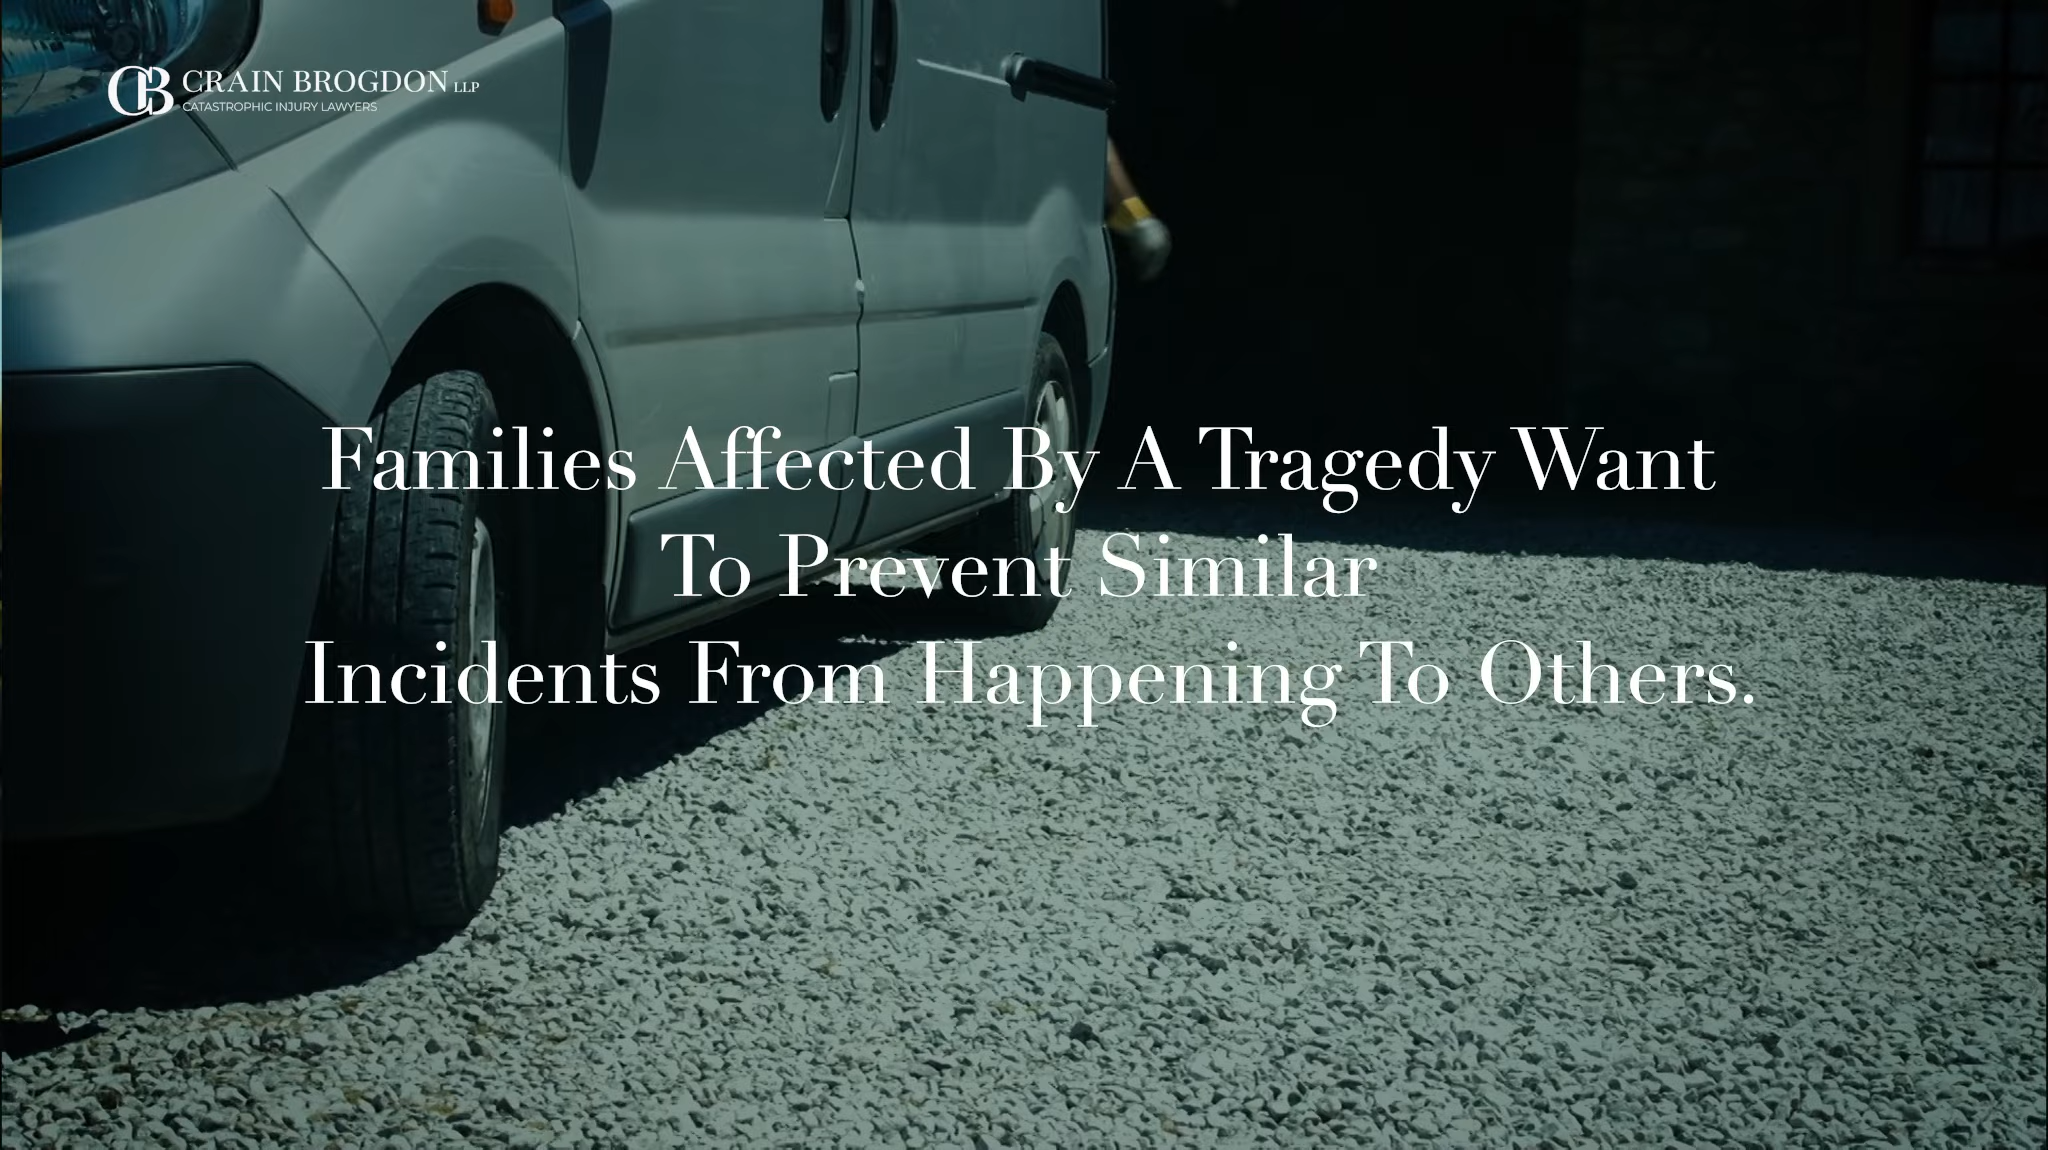 CB CRAIN BROGDON LLP
CATASTROPHIC INJURY LAWYERS
Families Affected By A Tragedy Want
To Prevent Similar
Incidents From Happening To Others.